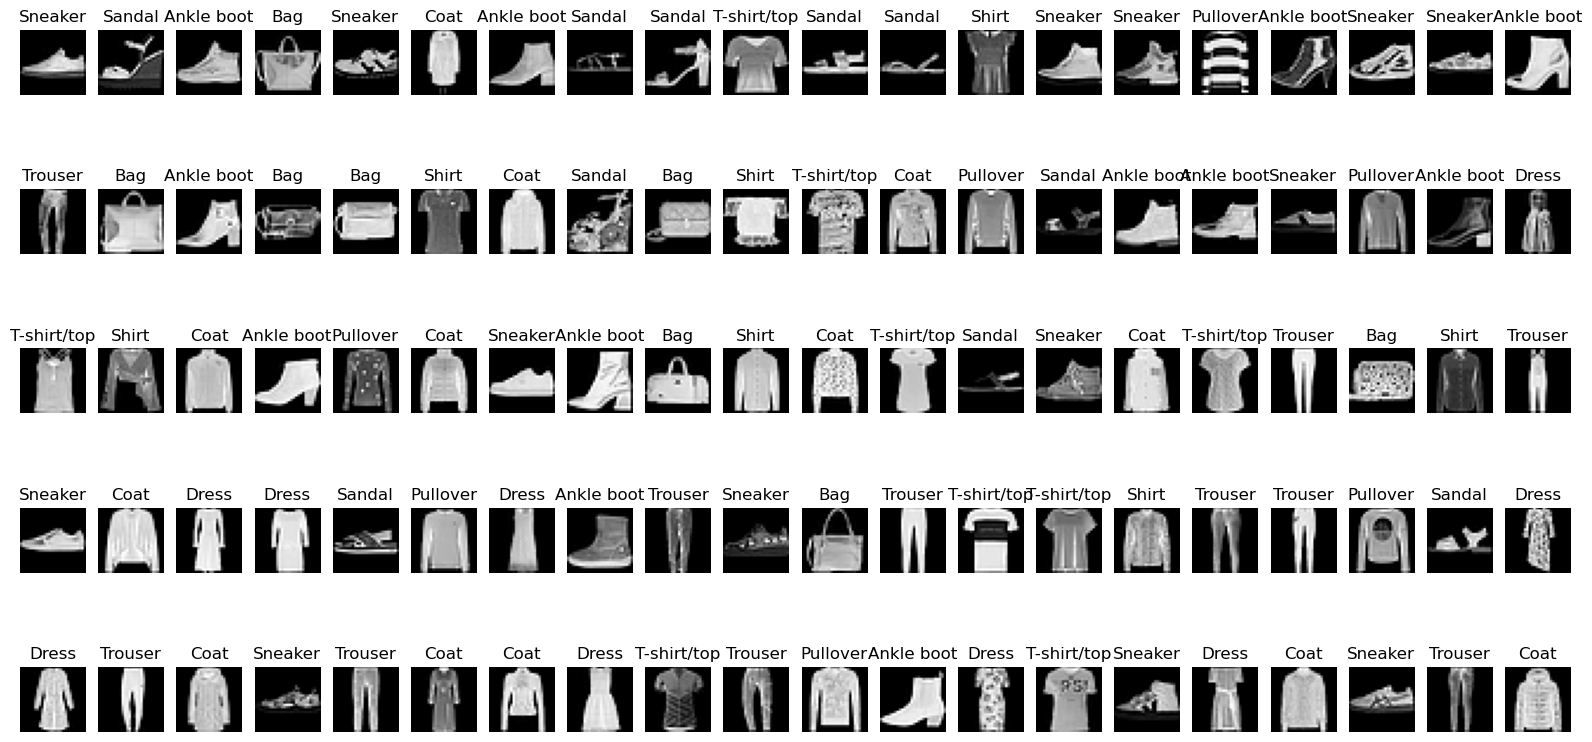 Sneaker Sandal Ankle boot Bag Sneaker Coat Ankle boot Sandal Sandal T-shirt/top Sandal Sandal Shirt Sneaker Sneaker Pullover Ankle boot Sneaker Sneaker Ankle boot
Trouser Bag Ankle boot Bag Bag Shirt Coat Sandal Bag Shirt T-shirt/top Coat Pullover Sandal Ankle boot Ankle boot Sneaker Pullover Ankle boot Dress
T-shirt/top Shirt Coat Ankle boot Pullover Coat Sneaker Ankle boot Bag Shirt Coat T-shirt/top Sandal Sneaker Coat T-shirt/top Trouser Bag Shirt Trouser
Sneaker Coat Dress Dress Sandal Pullover Dress Ankle boot Trouser Sneaker Bag Trouser T-shirt/top T-shirt/top Shirt Trouser Trouser Pullover Sandal Dress
Dress Trouser Coat Sneaker Trouser Coat Coat Dress T-shirt/top Trouser Pullover Ankle boot Dress T-shirt/top Sneaker Dress Coat Sneaker Trouser Coat